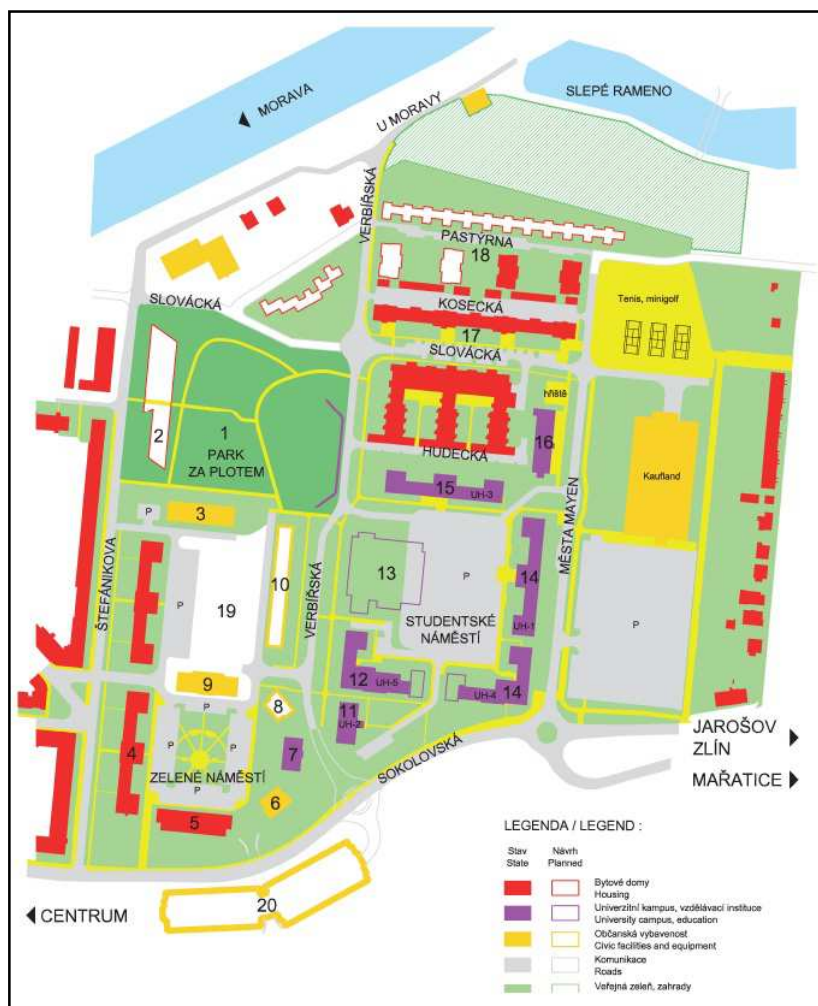 MORAVA
SLEPÉ RAMENO
U MORAVY
VERBÍŘSKÁ
PASTÝRNA
18
KOSECKÁ
Tenis, minigolf
17
SLOVÁCKÁ
SLOVÁCKÁ
hřiště
2
1
PARK
ZA PLOTEM
16
HUDECKÁ
Kaufland
15
UH-3
MĚSTA MAYEN
P
3
ŠTEFÁNIKOVA
P
19
10
VERBÍŘSKÁ
13
P
14
STUDENTSKÉ
NÁMĚSTÍ
UH-1
P
9
12
UH-5
UH-4
14
P
8
11
UH-2
4
P
P
7
ZELENÉ NÁMĚSTÍ
P
6
5
SOKOLOVSKÁ
JAROŠOV
ZLÍN
MAŘATICE
20
CENTRUM
LEGENDA / LEGEND :
Stav
State
Návrh
Planned
Bytové domy
Housing
Univerzitní kampus, vzdělávací instituce
University campus, education
Občanská vybavenost
Civic facilities and equipment
Komunikace
Roads
Veřejná zeleň, zahrady